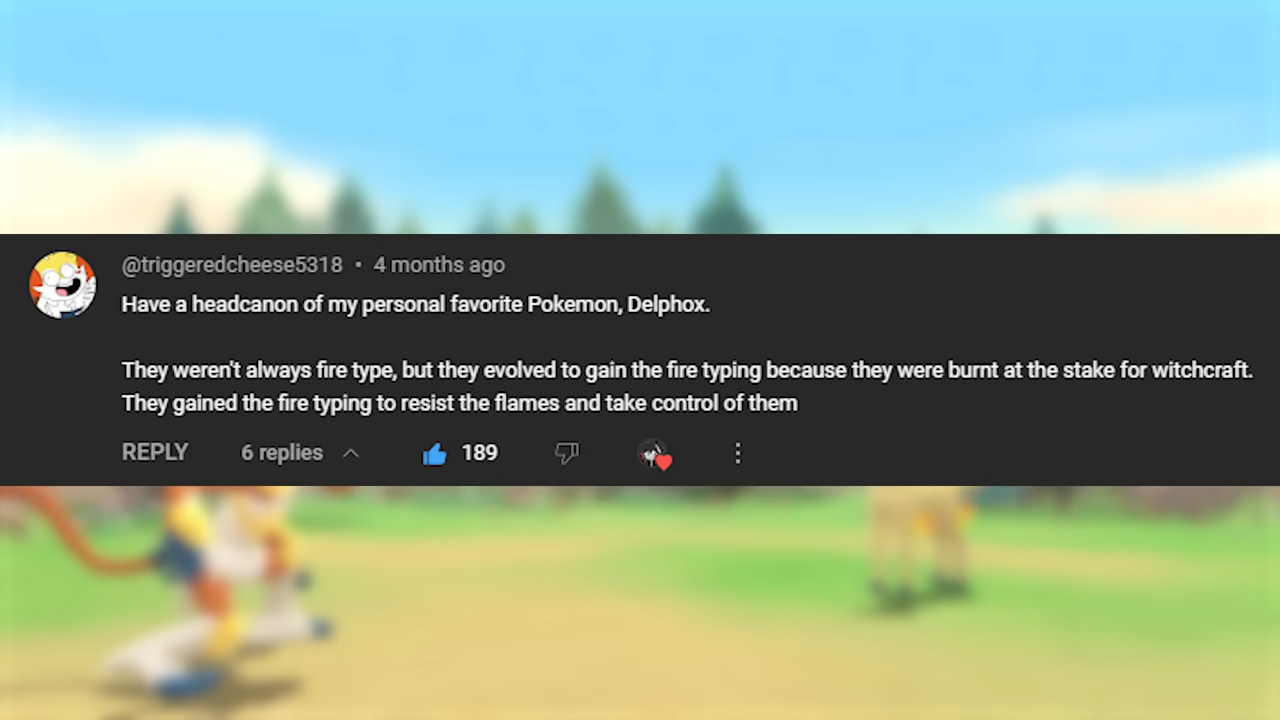 @triggeredcheese5318 • 4 months ago
Have a headcanon of my personal favorite Pokemon, Delphox.
They weren't always fire type, but they evolved to gain the fire typing because they were burnt at the stake for witchcraft.
They gained the fire typing to resist the flames and take control of them
REPLY 6 replies 189